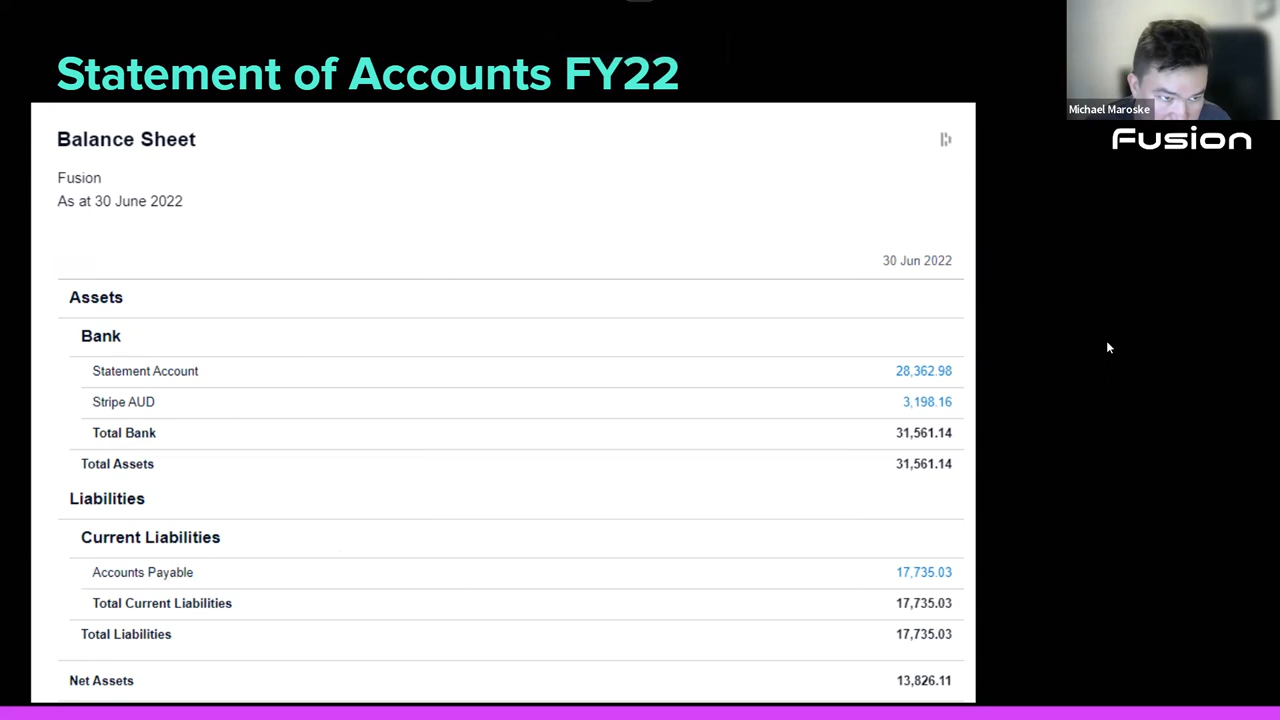 Statement of Accounts FY22
Michael Maroske
Fusion
Balance Sheet
Fusion
As at 30 June 2022
30 Jun 2022
Assets
Bank
Statement Account 28,362.98
Stripe AUD 3,198.16
Total Bank 31,561.14
Total Assets 31,561.14
Liabilities
Current Liabilities
Accounts Payable 17,735.03
Total Current Liabilities 17,735.03
Total Liabilities 17,735.03
Net Assets 13,826.11